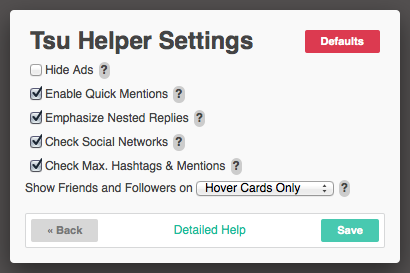 Tsu Helper Settings
Defaults
Hide Ads ?
Enable Quick Mentions ?
Emphasize Nested Replies ?
Check Social Networks ?
Check Max. Hashtags & Mentions ?
Show Friends and Followers on Hover Cards Only ?
« Back
Detailed Help
Save